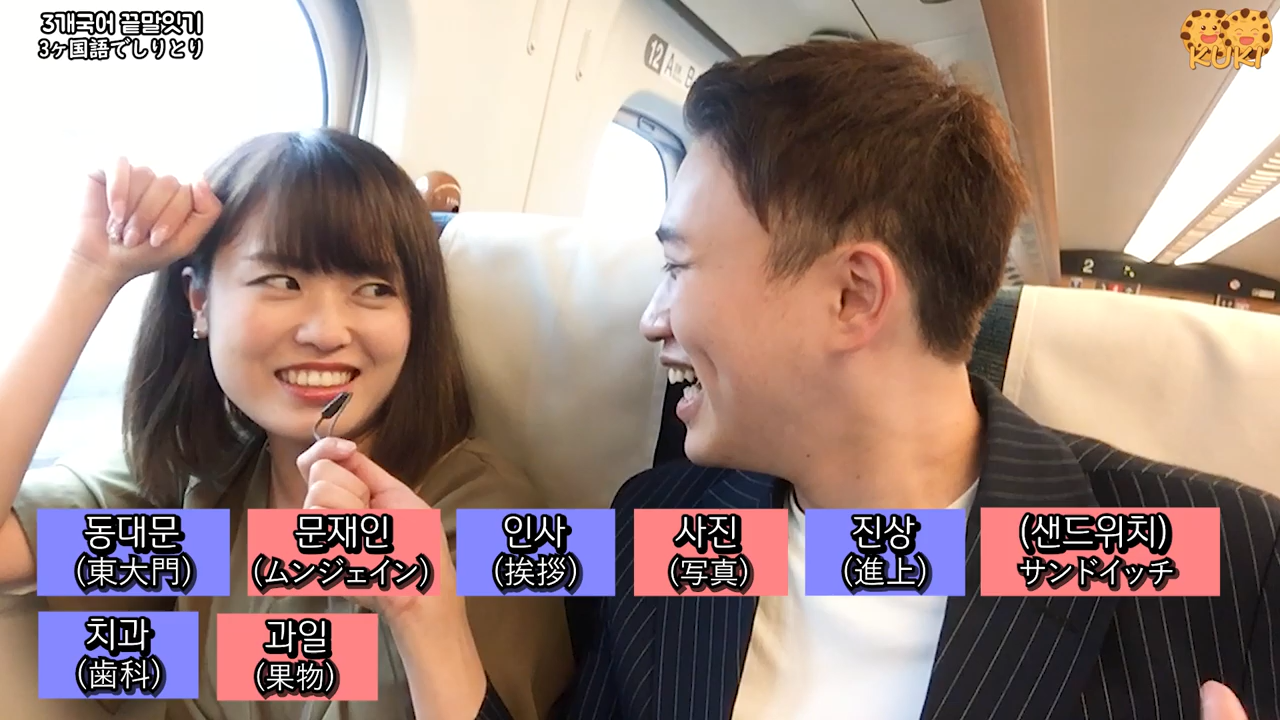 3개국어 끝말잇기
3ヶ国語でしりとり
KUKI
12 A
B
2
동대문
(東大門)
문재인
(ムンジェイン)
인사
(挨拶)
사진
(写真)
진상
(進上)
(샌드위치)
サンドイッチ
치과
(歯科)
과일
(果物)